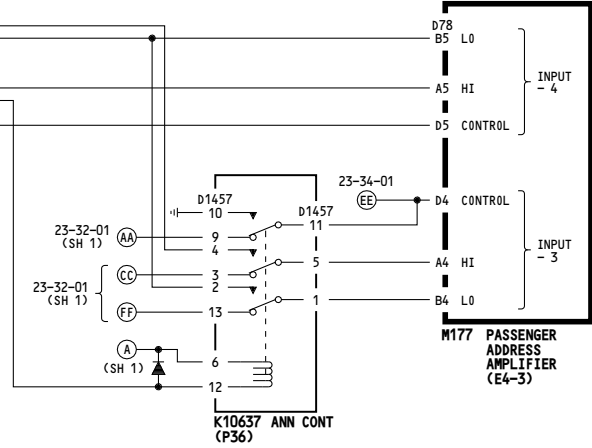 D78
B5 LO
A5 HI
D5 CONTROL
INPUT
- 4
23-34-01
EE
D4 CONTROL
A4 HI
B4 LO
INPUT
- 3
M177 PASSENGER
ADDRESS
AMPLIFIER
(E4-3)
D1457
10
D1457
11
23-32-01
(SH 1)
AA
9
4
5
23-32-01
(SH 1)
CC
3
2
1
FF
13
A
(SH 1)
6
12
K10637 ANN CONT
(P36)